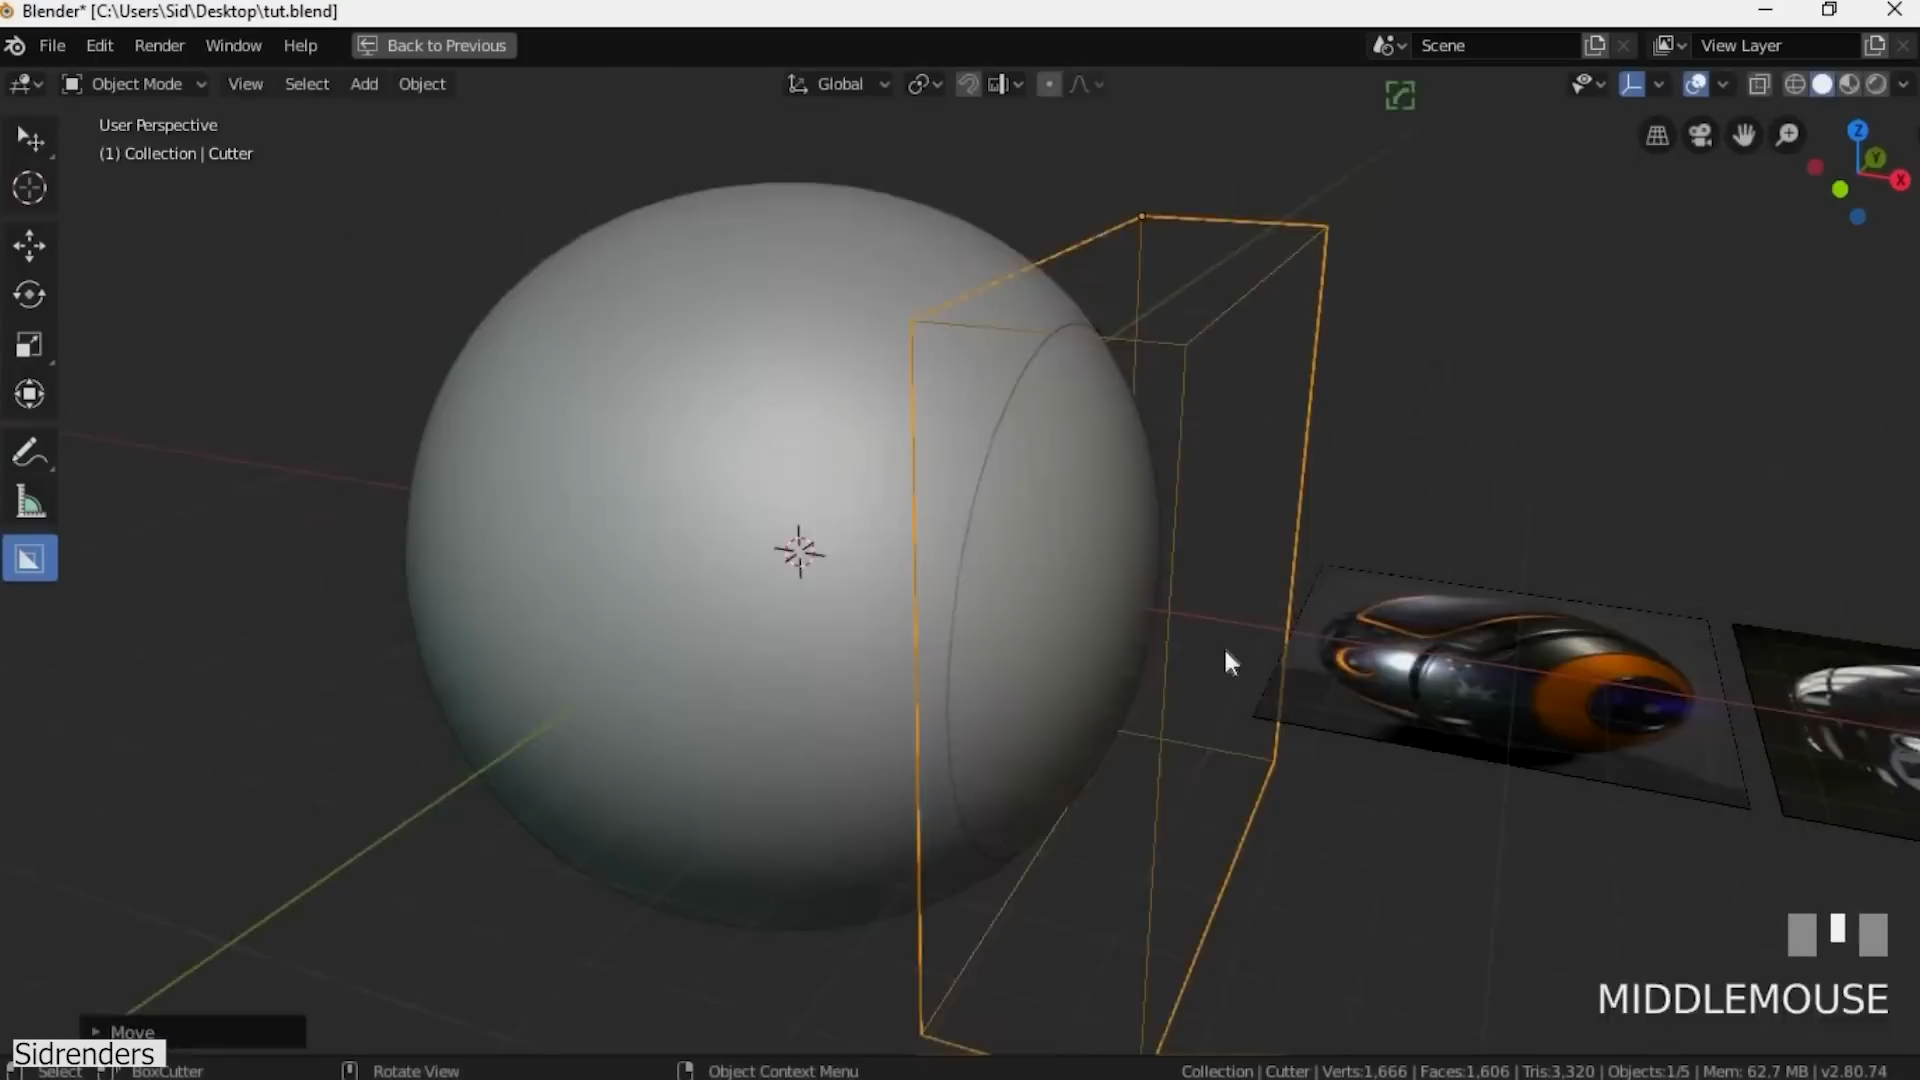 Blender* [C:\Users\Sid\Desktop\tut.blend]
File Edit Render Window Help Back to Previous Scene View Layer
Object Mode View Select Add Object Global
User Perspective
(1) Collection | Cutter
Z
Y
X
MIDDLEMOUSE
Move
Sidrenders
Select BoxCutter Rotate View Object Context Menu Collection | Cutter | Verts:1,666 | Faces:1,606 | Tris:3,320 | Objects:1/5 | Mem: 62.7 MB | v2.80.74